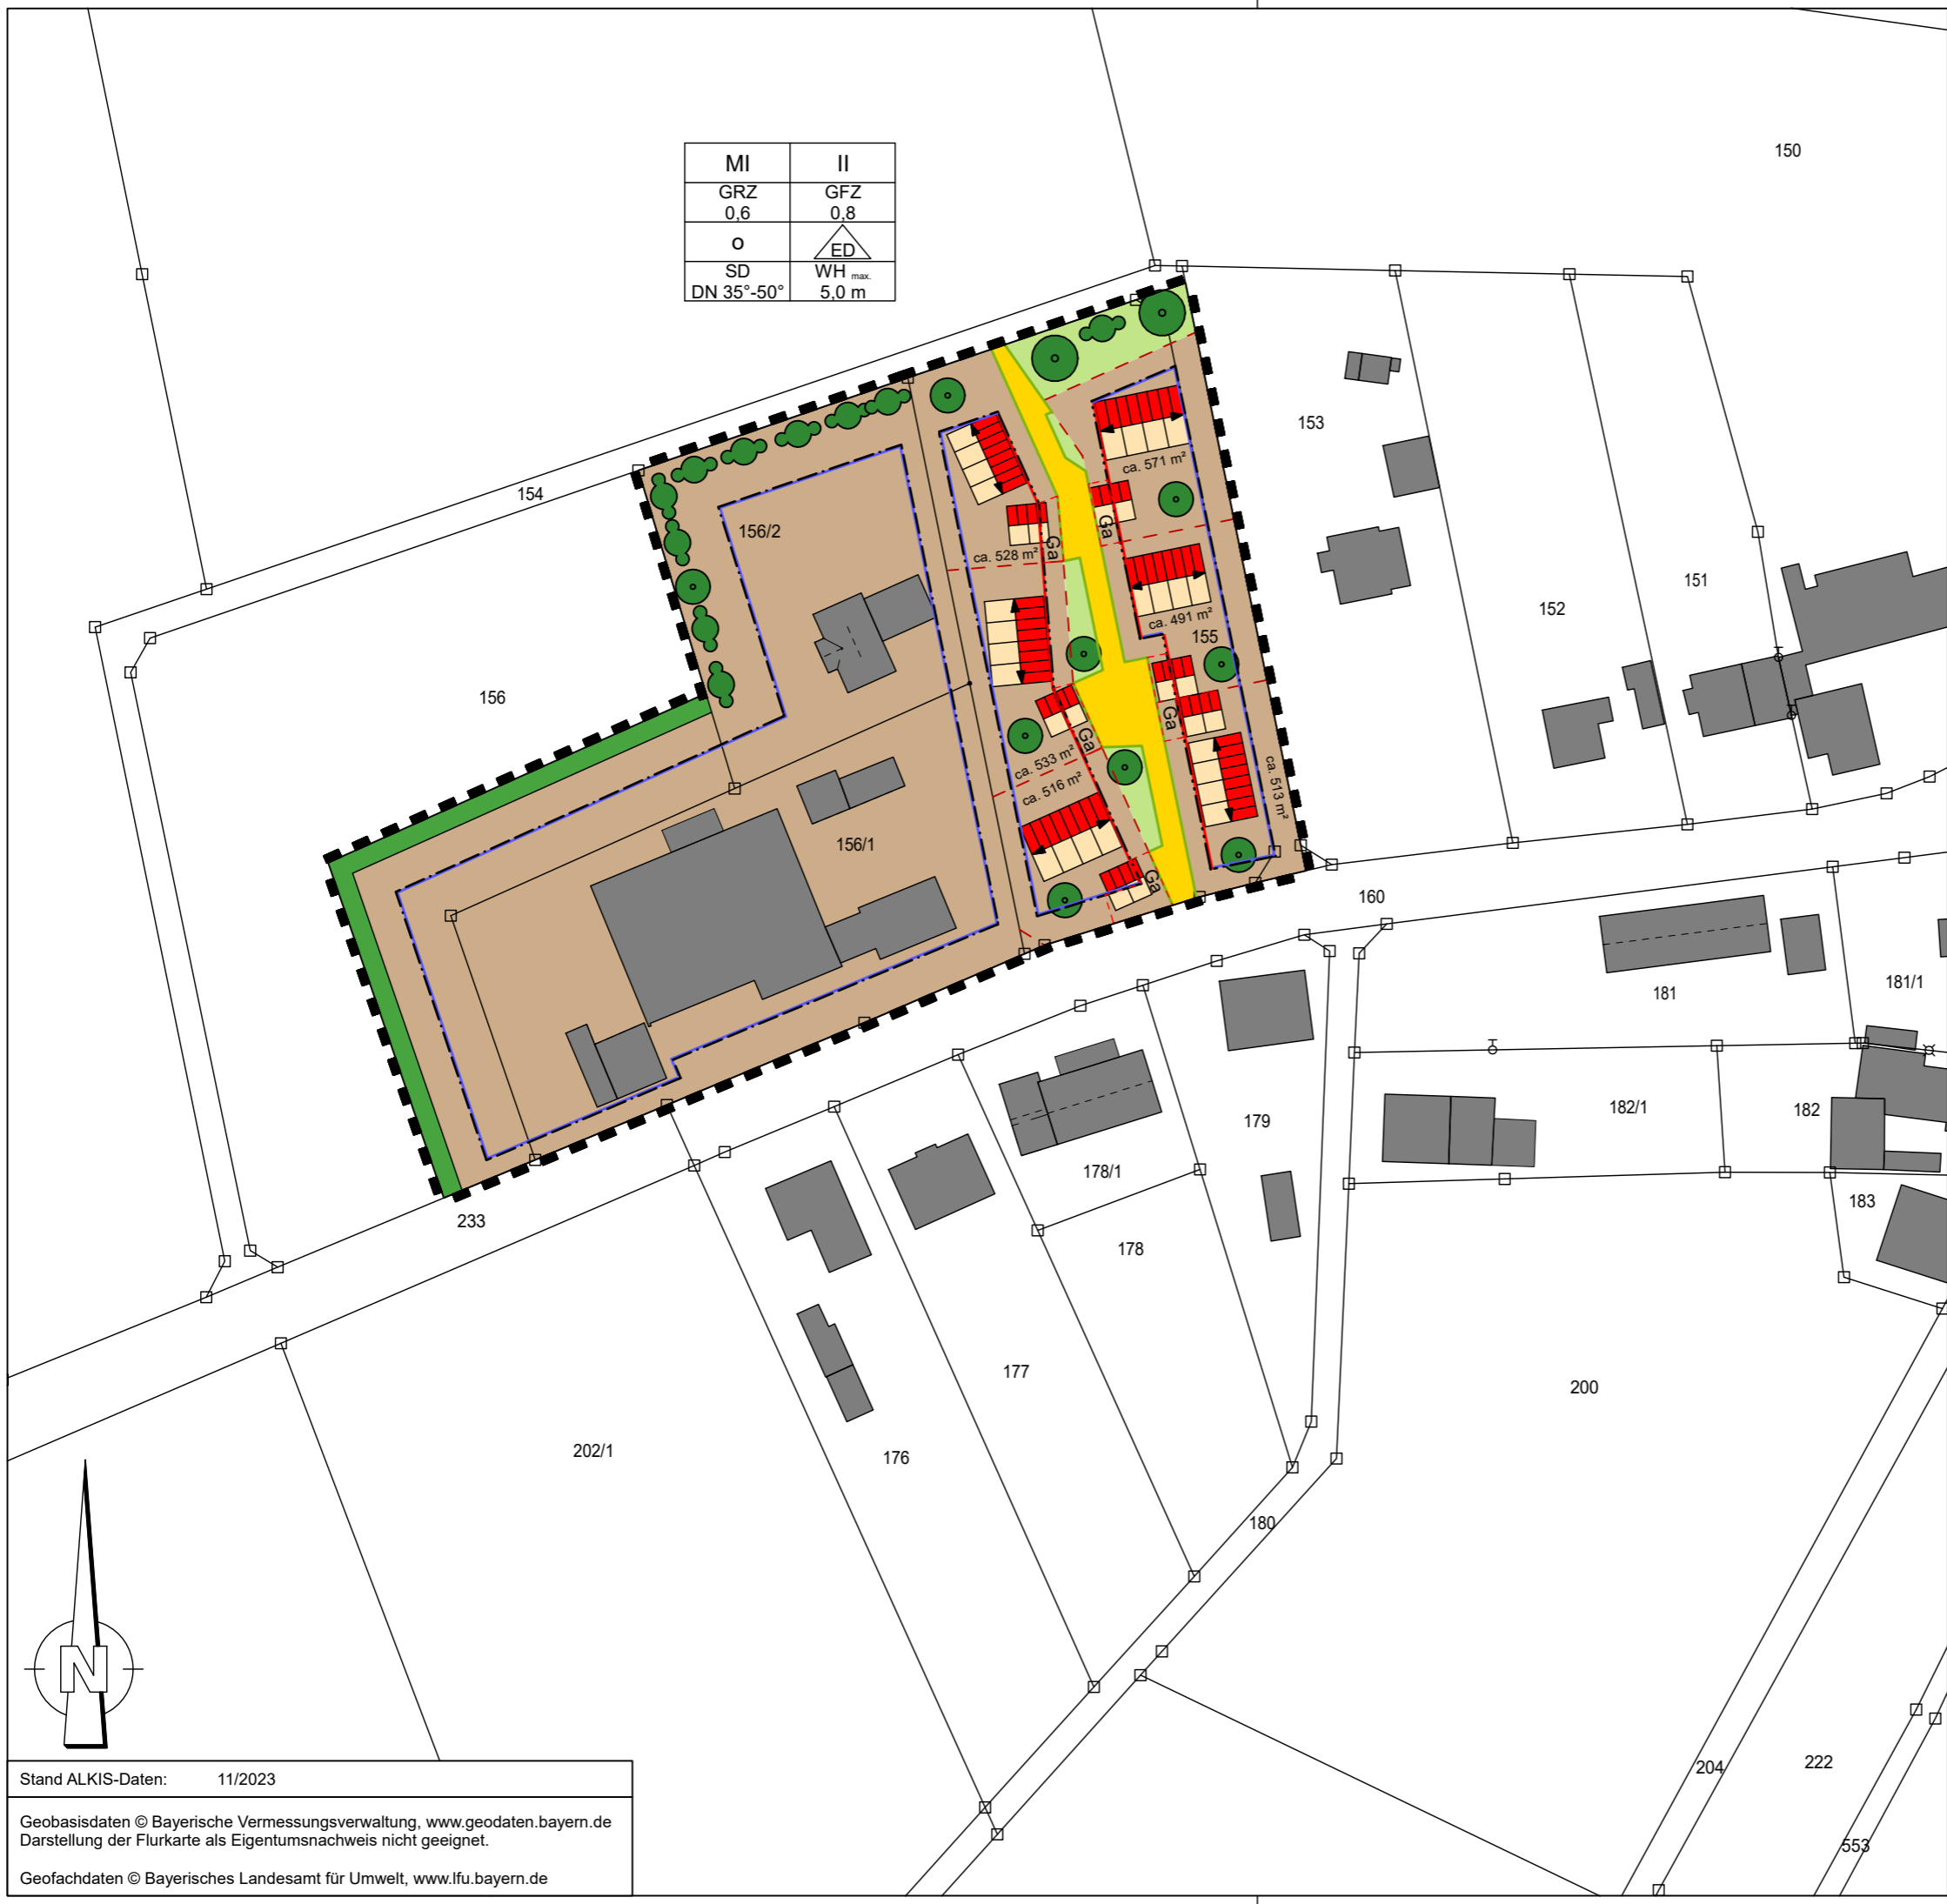 MI II
GRZ GFZ
0,6 0,8
o ED
SD WH max.
DN 35°-50° 5,0 m
150
153
154
156/2
ca. 571 m²
Ga
Ga
ca. 528 m²
151
152
ca. 491 m²
155
156
Ga
Ga
ca. 533 m²
ca. 516 m²
ca. 513 m²
156/1
Ga
160
181
181/1
182/1
182
179
178/1
183
233
178
177
200
202/1
176
180
N
204
222
553
Stand ALKIS-Daten: 11/2023
Geobasisdaten © Bayerische Vermessungsverwaltung, www.geodaten.bayern.de
Darstellung der Flurkarte als Eigentumsnachweis nicht geeignet.
Geofachdaten © Bayerisches Landesamt für Umwelt, www.lfu.bayern.de